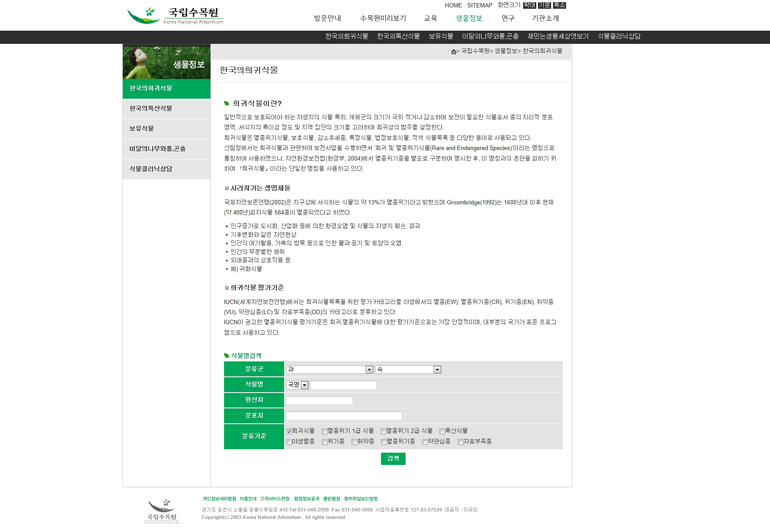 HOME SITEMAP 화면크기 확대 기본 축소
국립수목원
Korea National Arboretum
방문안내 수목원미리보기 교육 생물정보 연구 기관소개
한국의희귀식물 한국의특산식물 보유식물 이달의나무와풀,곤충 재밌는생물세상엿보기 식물클리닉상담
생물정보
> 국립수목원> 생물정보> 한국의희귀식물
한국의희귀식물
한국의희귀식물
한국의특산식물
보유식물
이달의나무와풀,곤충
식물클리닉상담
희귀식물이란?
일반적으로 보호되어야 하는 자생지의 식물 특히, 개체군의 크기가 극히 적거나 감소하여 보전이 필요한 식물로서 종의 지리적 분포
영역, 서식지의 특이성 정도 및 지역 집단의 크기를 고려하여 희귀성의 범주를 설정한다.
희귀식물은 멸종위기식물, 보호식물, 감소추세종, 특정식물, 법정보호식물, 적색 식물목록 등 다양한 용어로 사용되고 있다.
산림청에서는 희귀식물과 관련하여 보전사업을 수행하면서 '희귀 및 멸종위기식물(Rare and Endangered Species)'이라는 명칭으로
통칭하여 사용하였으나, 자연환경보전법(환경부, 2004)에서 멸종위기종을 별도로 구분하여 명시한 후, 이 명칭과의 혼란을 피하기 위
하여 『희귀식물』이라는 단일한 명칭을 사용하고 있다.
사라져가는 생명체들
국제자연보존연맹(2002)은 지구상에 서식하는 식물의 약 13%가 멸종위기라고 밝혔으며 Groombridge(1992)는 1600년대 이후 현재
(약 400년)피자식물 584종이 멸종되었다고 하였다.
인구증가로 도시화, 산업화 등에 의한 환경오염 및 식물의 자생지 훼손, 파괴
기후변화와 같은 자연현상
인간의 여가활동, 가축의 방목 등으로 인한 물과 공기 및 토양의 오염
인간의 무분별한 채취
외래종과의 상호작용 등
예) 귀화식물
희귀식물 평가기준
IUCN(세계자연보전연맹)에서는 희귀식물목록을 위한 평가 카테고리를 야생에서의 멸종(EW), 멸종위기종(CR), 위기종(EN), 취약종
(VU), 약관심종(LC) 및 자료부족종(DD)의 카테고리로 분류하고 있다.
IUCN이 권고한 멸종위기식물 평가기준은 희귀,멸종위기식물에 대한 평가기준으로는 가장 안정적이며, 대부분의 국가가 표준 프로그
램으로 사용하고 있다.
식물명검색
분류군 과 속
식물명 국명
원산지
분포지
분류기준 희귀식물 멸종위기 1급 식물 멸종위기 2급 식물 특산식물
야생멸종 위기종 취약종 멸종위기종 약관심종 자료부족종
검색
국립수목원
개인정보처리방침 이용안내 고객서비스헌장 행정정보공개 불편행정 첨부파일보는방법
경기도 포천시 소흘읍 광릉수목원로 415 Tel 031-540-2000 Fax 031-540-1088 사업자등록번호 127-83-07539 대표자 : 이유미
Copyright(c) 2003.Korea National Arboretum . All rights reserved